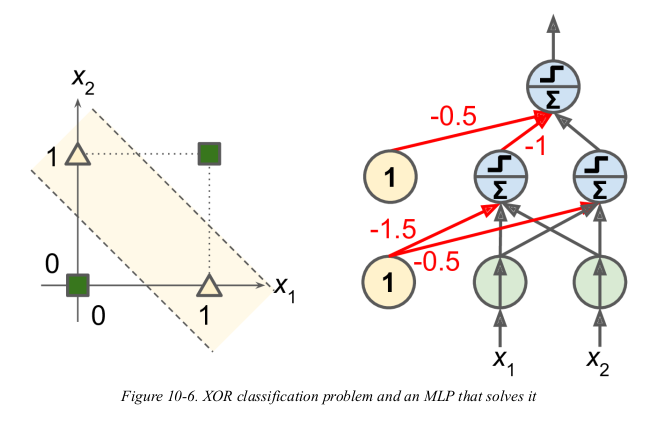 x2
1
0
0
1
x1
Σ
-0.5
-1
1
Σ
Σ
-1.5
-0.5
1
x1
x2
Figure 10-6. XOR classification problem and an MLP that solves it